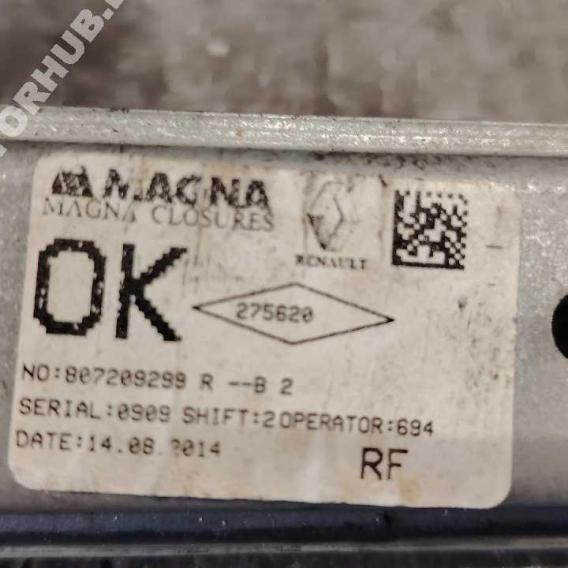 MAGNA
MAGNA CLOSURES
RENAULT
OK
275620
NO:807209299 R --B 2
SERIAL:0909 SHIFT:2 OPERATOR:694
DATE:14.08.2014
RF